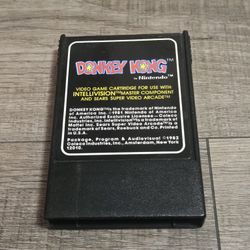 DONKEY KONG™
by Nintendo®
VIDEO GAME CARTRIDGE FOR USE WITH
INTELLIVISION™ MASTER COMPONENT
AND SEARS SUPER VIDEO ARCADE™
DONKEY KONG™ is the trademark of Nintendo
of America Inc. ©1981 Nintendo of America
Inc. Authorized Licensee — Coleco
Industries, Inc. Intellivision™ is a trademark of
Mattel Inc. Sears Super Video Arcade™ is a
trademark of Sears, Roebuck and Co. Printed
in U.S.A.
Package, Program & Audiovisual ©1982
Coleco Industries, Inc., Amsterdam, New York
12010.